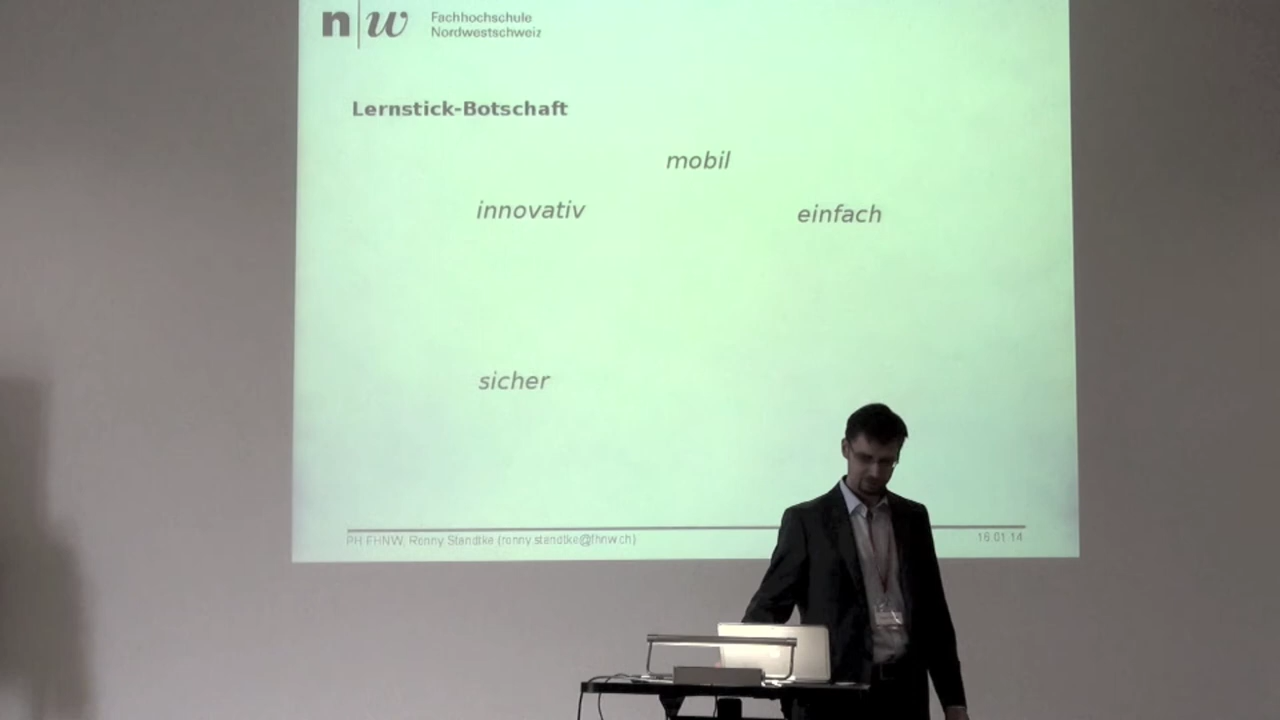 n|w Fachhochschule
Nordwestschweiz
Lernstick-Botschaft
mobil
innovativ
einfach
sicher
PH FHNW, Ronny Standtke (ronny.standtke@fhnw.ch)
16.01.14